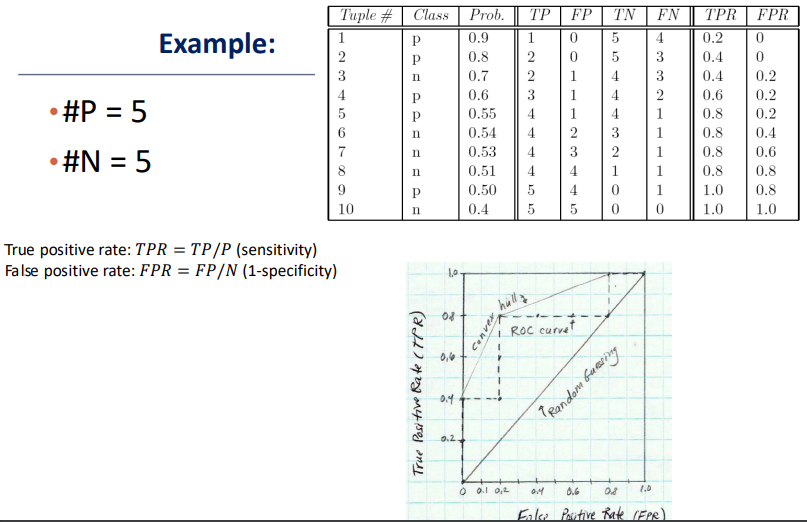 Example:
• #P = 5
• #N = 5
Tuple # Class Prob. TP FP TN FN TPR FPR
1 p 0.9 1 0 5 4 0.2 0
2 p 0.8 2 0 5 3 0.4 0
3 n 0.7 2 1 4 3 0.4 0.2
4 p 0.6 3 1 4 2 0.6 0.2
5 p 0.55 4 1 4 1 0.8 0.2
6 n 0.54 4 2 3 1 0.8 0.4
7 n 0.53 4 3 2 1 0.8 0.6
8 n 0.51 4 4 1 1 0.8 0.8
9 p 0.50 5 4 0 1 1.0 0.8
10 n 0.4 5 5 0 0 1.0 1.0
True positive rate: TPR = TP/P (sensitivity)
False positive rate: FPR = FP/N (1-specificity)
True Positive Rate (TPR)
1.0
0.8
0.6
0.4
0.2
convex hull
ROC curve
Random Guessing
0 0.1 0.2 0.4 0.6 0.8 1.0
False Positive Rate (FPR)